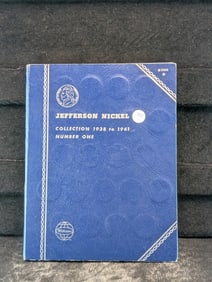 JEFFERSON NICKEL
COLLECTION 1938 TO 1961
NUMBER ONE